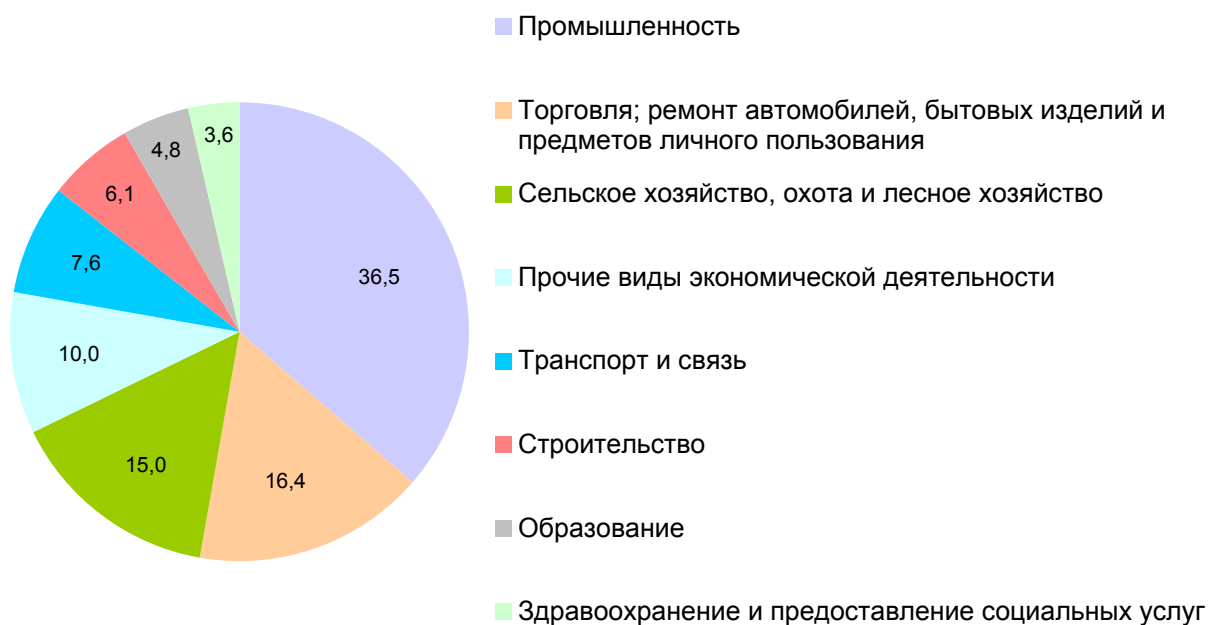 Промышленность
Торговля; ремонт автомобилей, бытовых изделий и
предметов личного пользования
Сельское хозяйство, охота и лесное хозяйство
Прочие виды экономической деятельности
Транспорт и связь
Строительство
Образование
Здравоохранение и предоставление социальных услуг
36,5
16,4
15,0
10,0
7,6
6,1
4,8
3,6